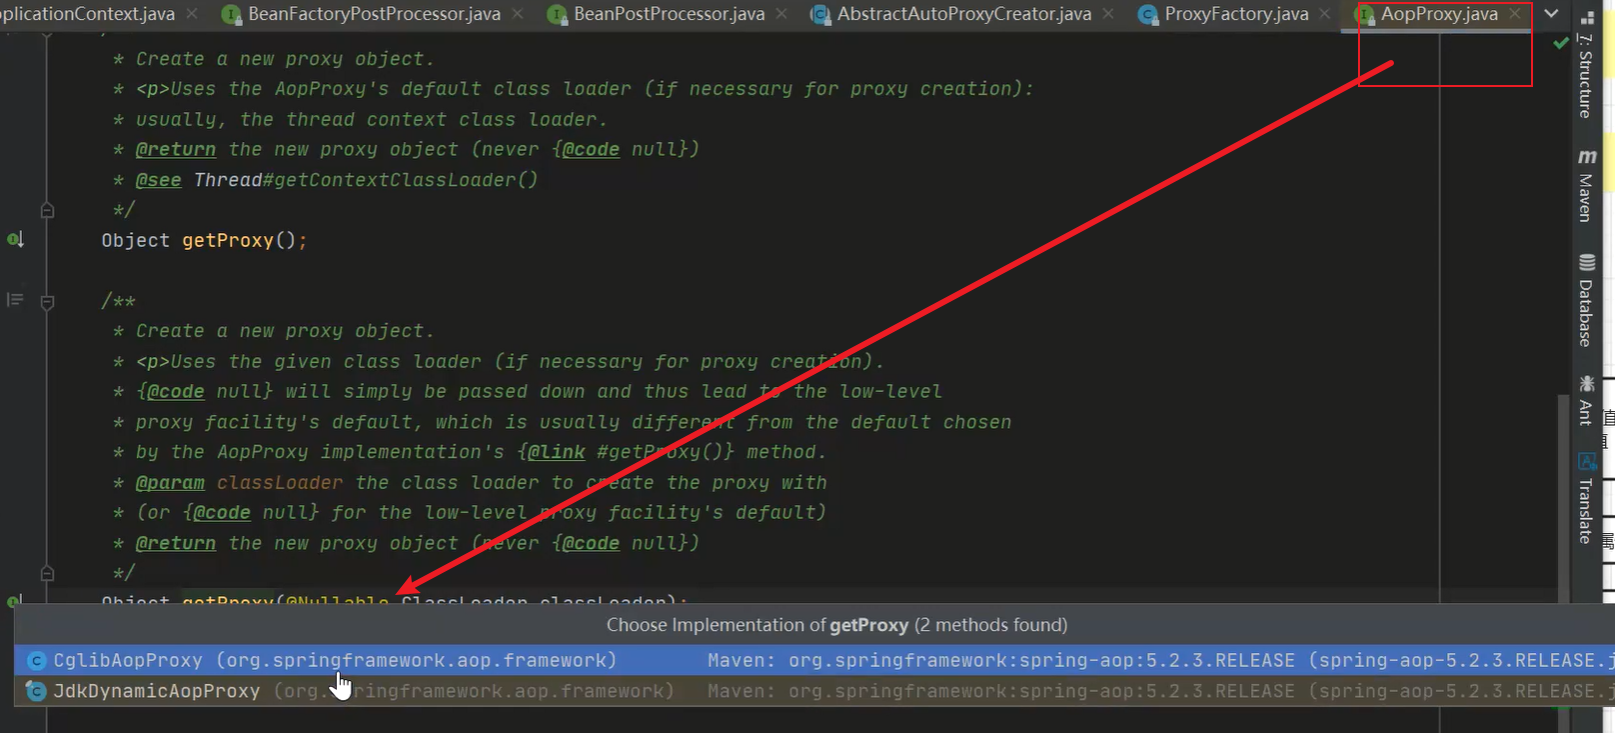 plicationContext.java BeanFactoryPostProcessor.java BeanPostProcessor.java AbstractAutoProxyCreator.java ProxyFactory.java AopProxy.java
* Create a new proxy object.
* <p>Uses the AopProxy's default class loader (if necessary for proxy creation):
* usually, the thread context class loader.
* @return the new proxy object (never {@code null})
* @see Thread#getContextClassLoader()
*/
Object getProxy();
/**
* Create a new proxy object.
* <p>Uses the given class loader (if necessary for proxy creation).
* {@code null} will simply be passed down and thus lead to the low-level
* proxy facility's default, which is usually different from the default chosen
* by the AopProxy implementation's {@link #getProxy()} method.
* @param classLoader the class loader to create the proxy with
* (or {@code null} for the low-level proxy facility's default)
* @return the new proxy object (never {@code null})
*/
Object getProxy(@Nullable ClassLoader classLoader);
Choose Implementation of getProxy (2 methods found)
CglibAopProxy (org.springframework.aop.framework) Maven: org.springframework:spring-aop:5.2.3.RELEASE (spring-aop-5.2.3.RELEASE.j
JdkDynamicAopProxy (org.springframework.aop.framework) Maven: org.springframework:spring-aop:5.2.3.RELEASE (spring-aop-5.2.3.RELEASE.j
7: Structure
Maven
Database
Ant
Translate
值
属